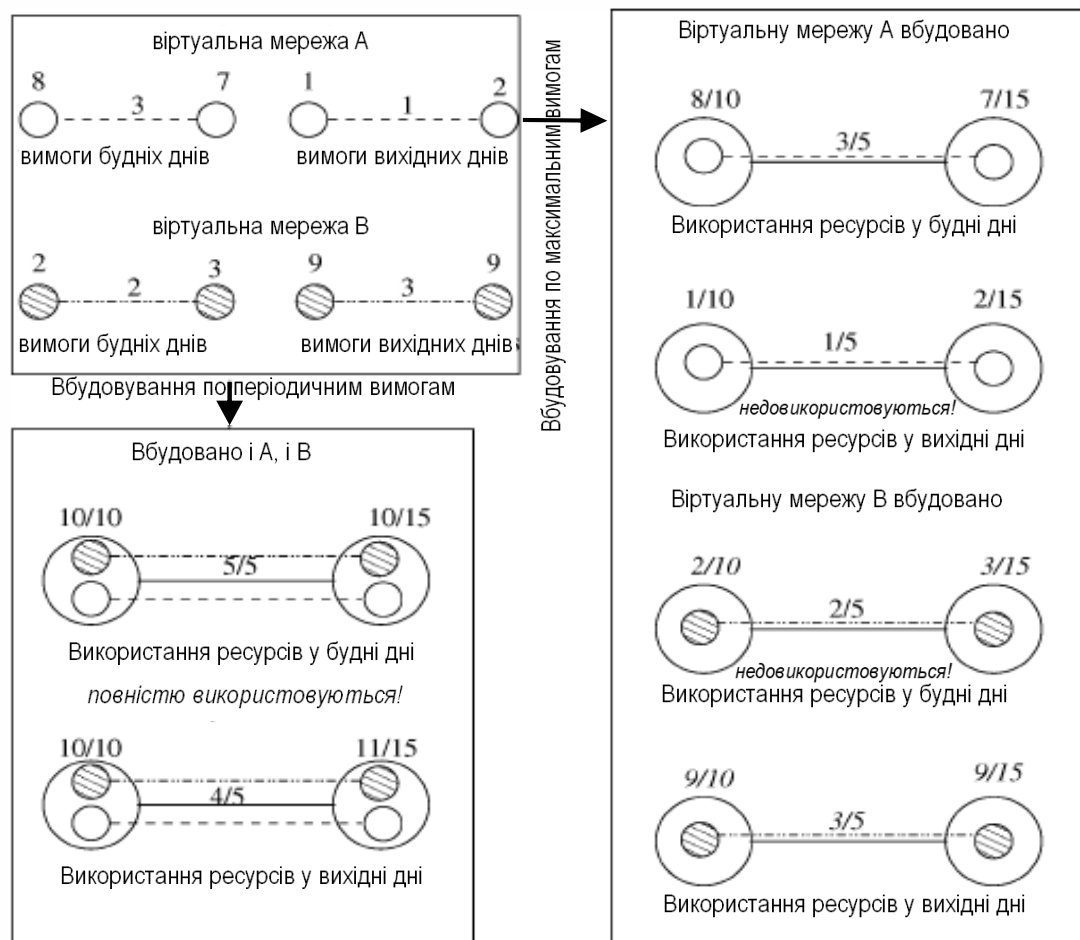 віртуальна мережа A
8 7 1 2
3 1
вимоги будніх днів вимоги вихідних днів
віртуальна мережа B
2 3 9 9
2 3
вимоги будніх днів вимоги вихідних днів
Вбудовування по періодичним вимогам
Вбудовування по максимальним вимогам
Вбудовано і А, і В
10/10 10/15
5/5
Використання ресурсів у будні дні
повністю використовуються!
10/10 11/15
4/5
Використання ресурсів у вихідні дні
Віртуальну мережу А вбудовано
8/10 7/15
3/5
Використання ресурсів у будні дні
1/10 2/15
1/5
недовикористовуються!
Використання ресурсів у вихідні дні
Віртуальну мережу В вбудовано
2/10 3/15
2/5
недовикористовуються!
Використання ресурсів у будні дні
9/10 9/15
3/5
Використання ресурсів у вихідні дні